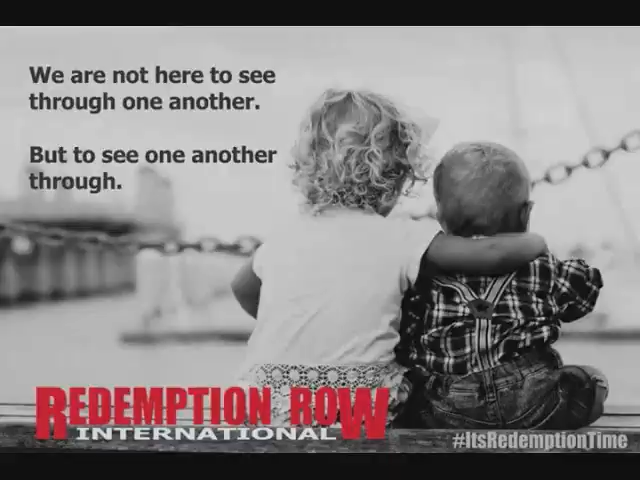 We are not here to see
through one another.
But to see one another
through.
REDEMPTION ROW
INTERNATIONAL
#ItsRedemptionTime